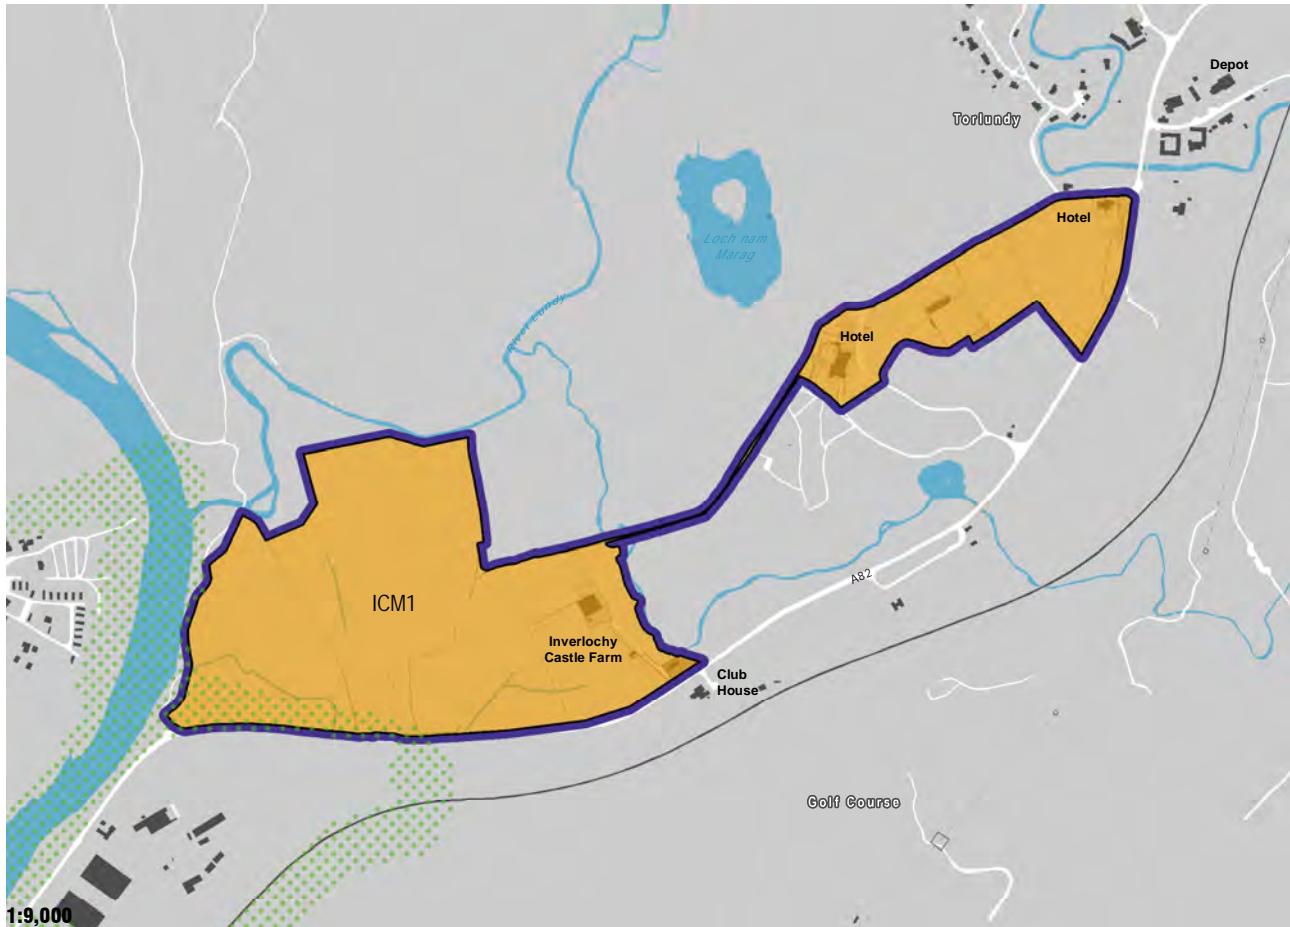 Depot
Torlundy
Hotel
Loch nam
Marag
River Lundy
Hotel
A82
ICM1
Inverlochy
Castle Farm
Club
House
Golf Course
1:9,000